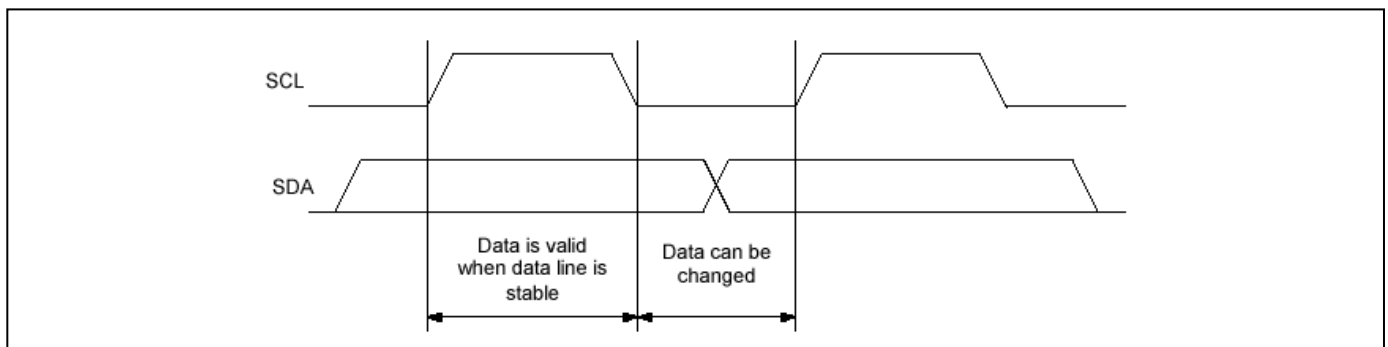 SCL
SDA
Data is valid
when data line is
stable
Data can be
changed